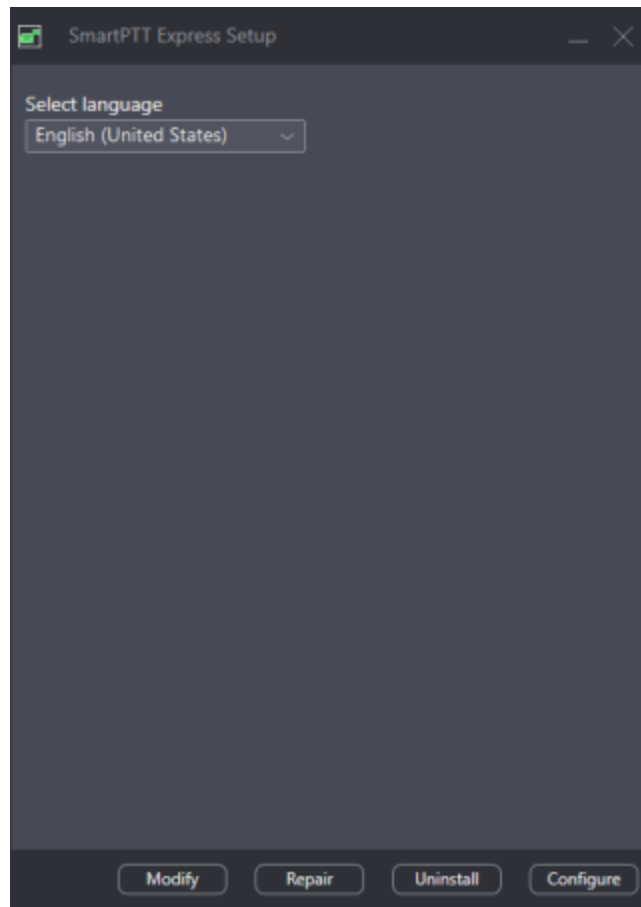 SmartPTT Express Setup
Select language
English (United States)
Modify Repair Uninstall Configure